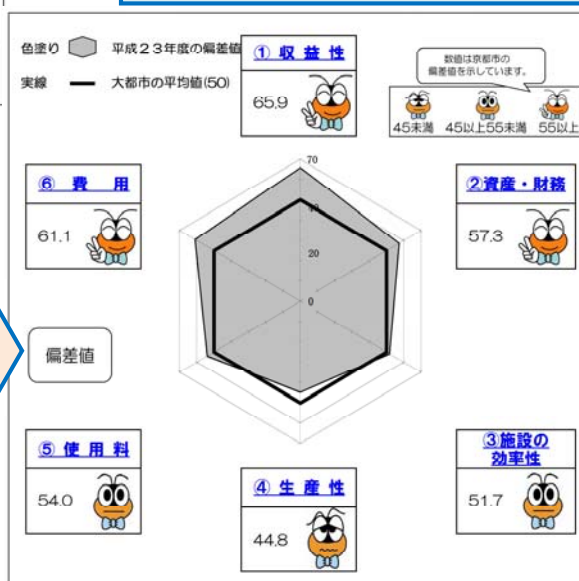 色塗り 平成23年度の偏差値
実線 大都市の平均値(50)
① 収益性
65.9
数値は京都市の
偏差値を示しています。
45未満 45以上55未満 55以上
⑥ 費 用
61.1
②資産・財務
57.3
70
20
0
偏差値
⑤ 使 用 料
54.0
③施設の
効率性
51.7
④ 生 産 性
44.8